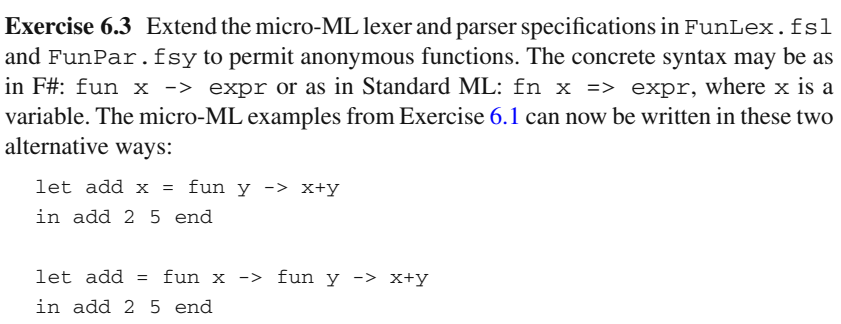 Exercise 6.3 Extend the micro-ML lexer and parser specifications in FunLex.fsl
and FunPar.fsy to permit anonymous functions. The concrete syntax may be as
in F#: fun x -> expr or as in Standard ML: fn x => expr, where x is a
variable. The micro-ML examples from Exercise 6.1 can now be written in these two
alternative ways:
let add x = fun y -> x+y
in add 2 5 end
let add = fun x -> fun y -> x+y
in add 2 5 end